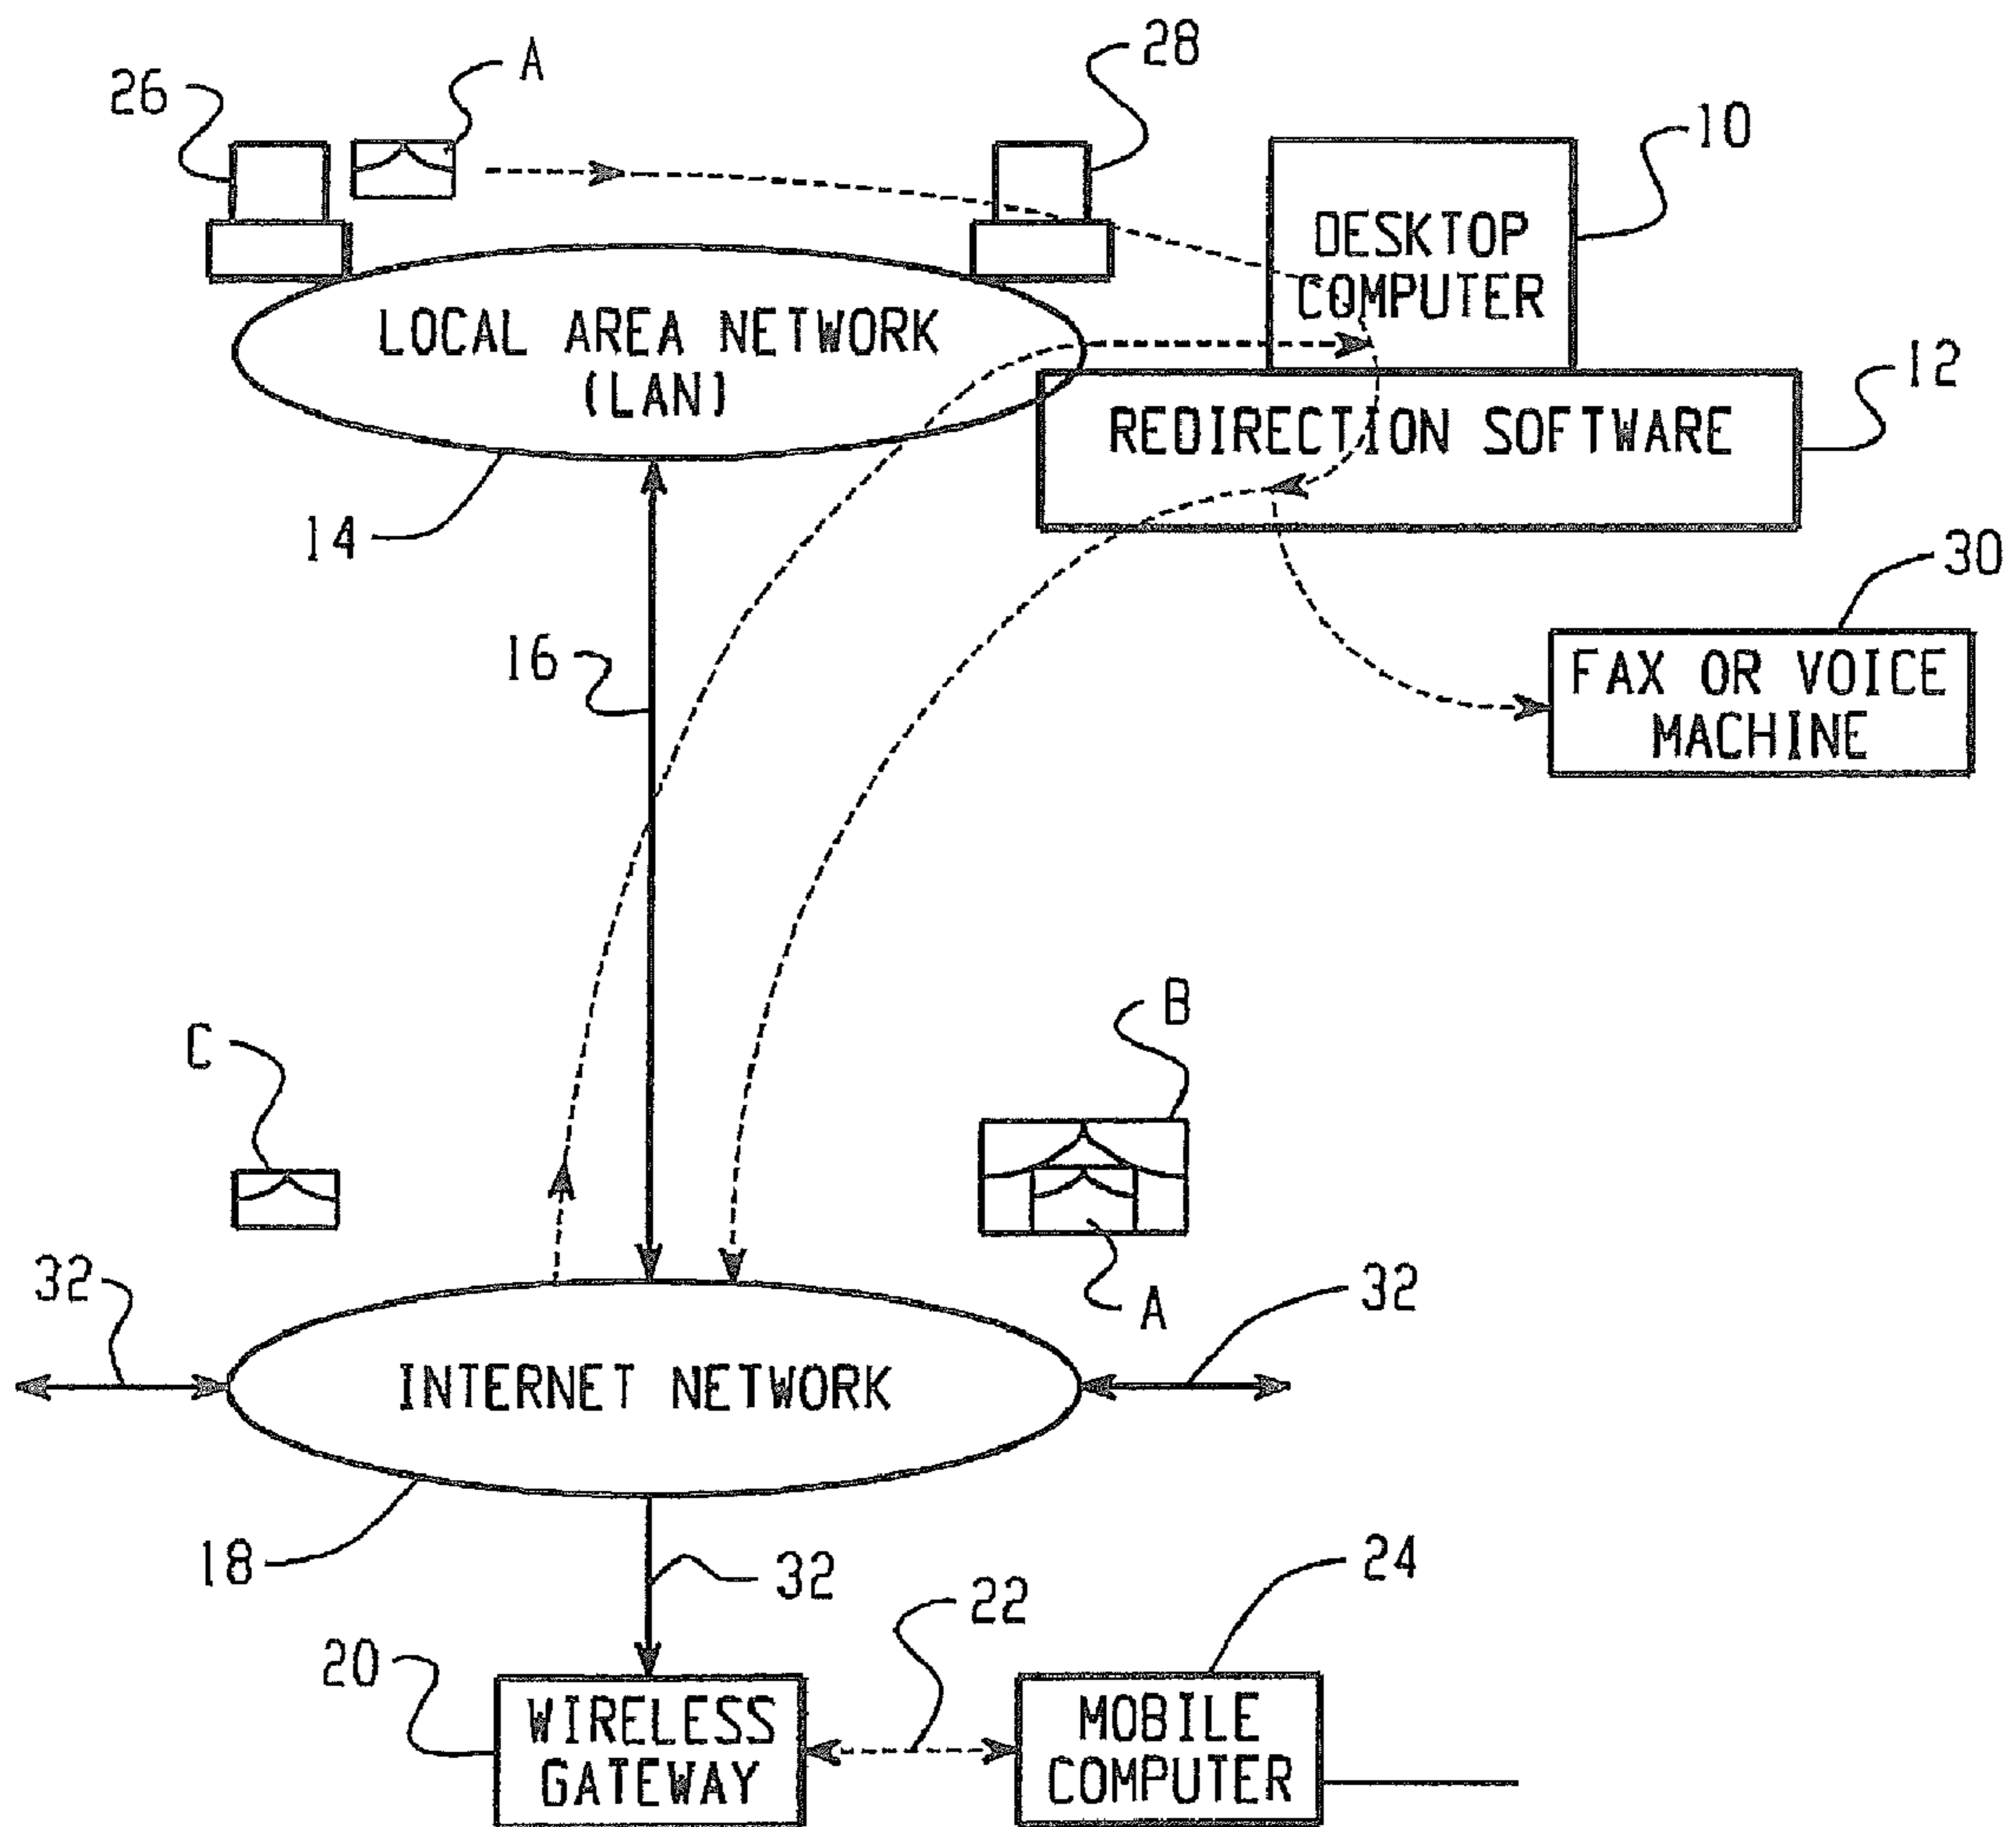 A
28
26
10
DESKTOP
COMPUTER
LOCAL AREA NETWORK
(LAN)
12
REDIRECTION SOFTWARE
14
30
16
FAX OR VOICE
MACHINE
B
C
32
A
32
INTERNET NETWORK
18
32
24
22
20
WIRELESS
GATEWAY
MOBILE
COMPUTER